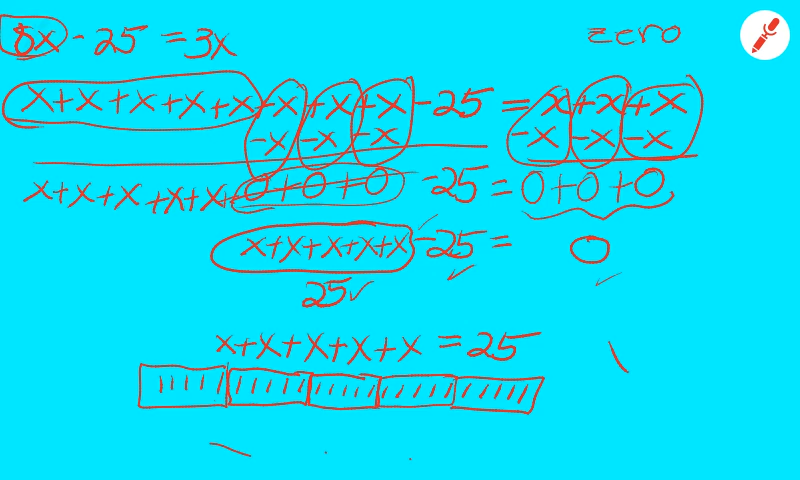 8x - 25 = 3x
zero
x+x+x+x+x+x+x+x-25 = x+x+x
-x -x -x -x -x -x
x+x+x+x+x+0+0+0 -25 = 0+0+0
x+x+x+x+x-25 = 0
25
x+x+x+x+x = 25